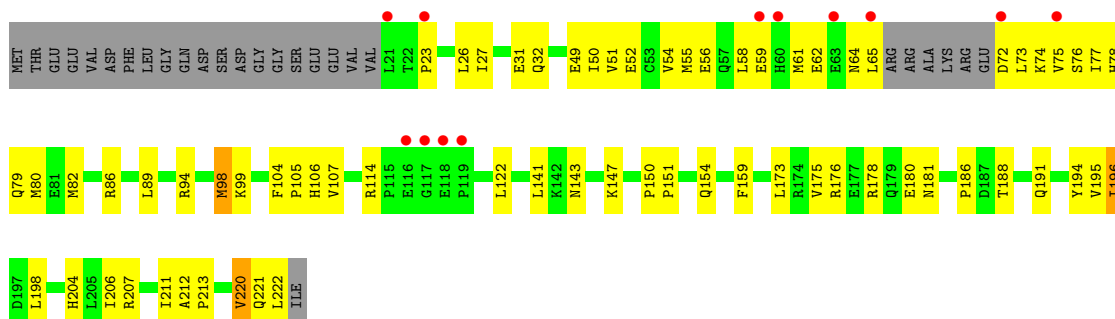 MET THR GLU GLU VAL ASP PHE LEU GLY GLN ASP SER ASP GLY GLY SER GLU GLU VAL VAL L21 T22 P23 L26 I27 E31 Q32 E49 I50 V51 E52 C53 V54 M55 E56 Q57 L58 E59 H60 M61 E62 E63 N64 L65 ARG ARG ALA LYS ARG GLU D72 L73 K74 V75 S76 I77 H78
Q79 M80 E81 M82 R86 L89 R94 M98 K99 F104 P105 H106 V107 R114 P115 E116 G117 E118 P119 L122 L141 K142 N143 K147 P150 P151 Q154 F159 L173 R174 V175 R176 E177 R178 Q179 E180 N181 P186 D187 T188 Q191 Y194 V195 I196
D197 L198 H204 L205 I206 R207 I211 A212 P213 V220 Q221 L222 ILE